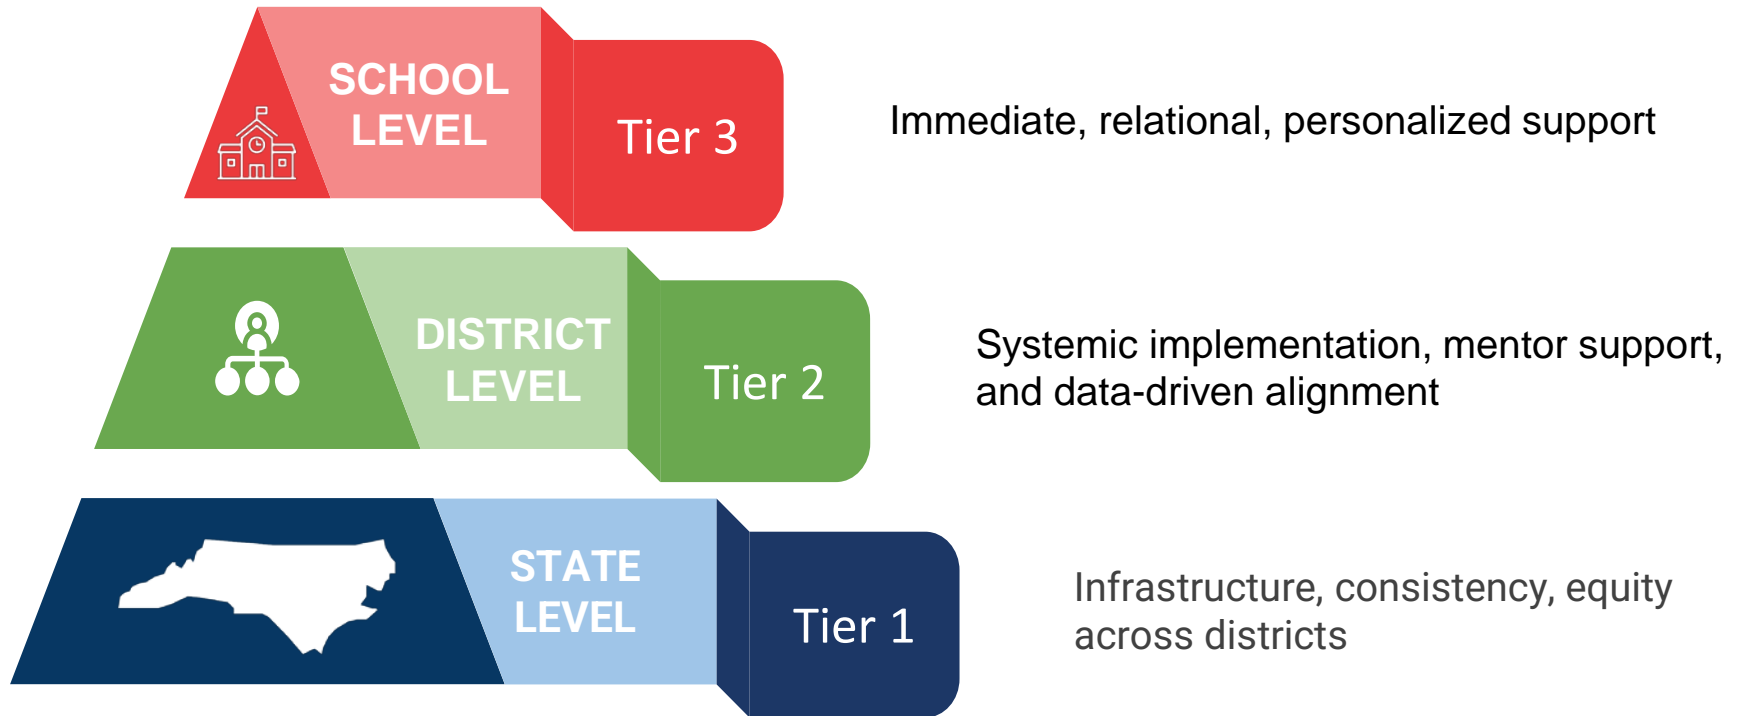 SCHOOL
LEVEL
Tier 3
Immediate, relational, personalized support
DISTRICT
LEVEL
Tier 2
Systemic implementation, mentor support,
and data-driven alignment
STATE
LEVEL
Tier 1
Infrastructure, consistency, equity
across districts